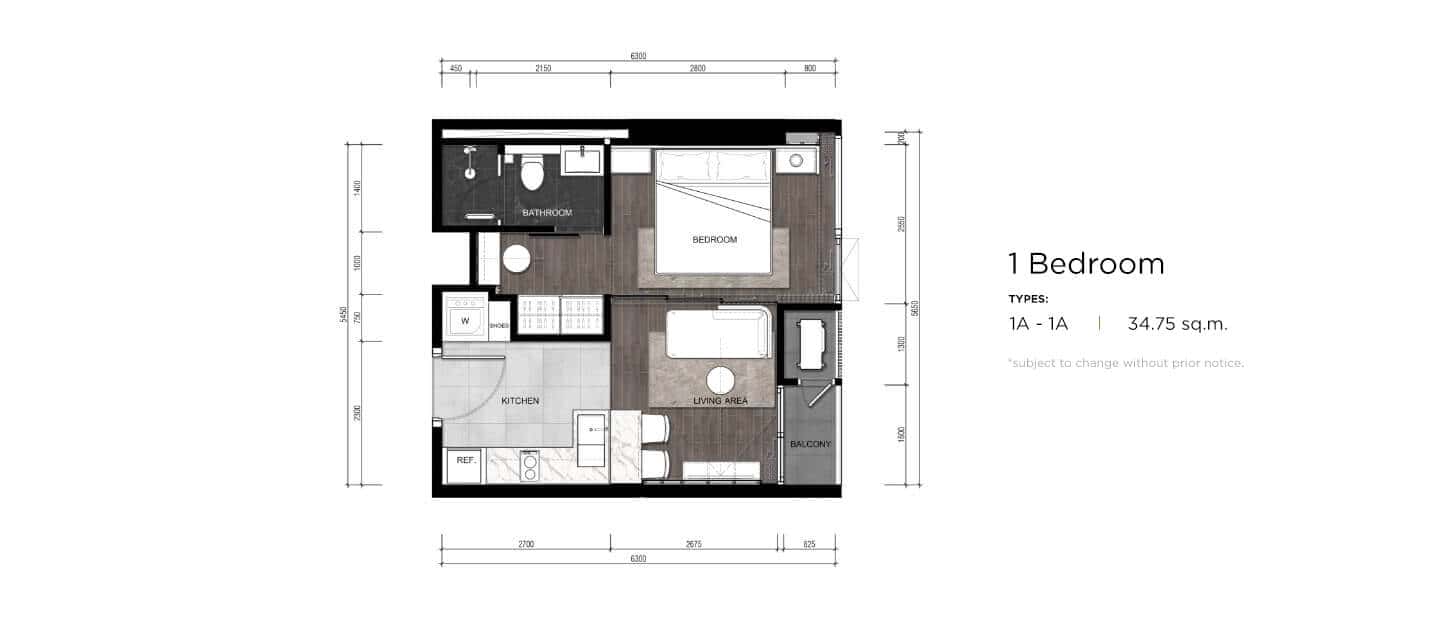 6300
450 2150 2800 800
200
1400
BATHROOM
BEDROOM
2550
1000
1 Bedroom
TYPES:
1A - 1A | 34.75 sq.m.
*subject to change without prior notice.
5450
750
W
SHOES
5650
1300
KITCHEN
LIVING AREA
2300
BALCONY
1600
REF.
2700 2675 625
6300